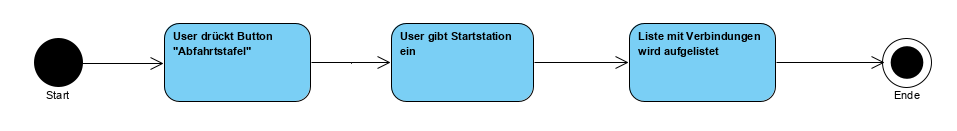 User drückt Button
"Abfahrtstafel"
User gibt Startstation
ein
Liste mit Verbindungen
wird aufgelistet
Start
Ende